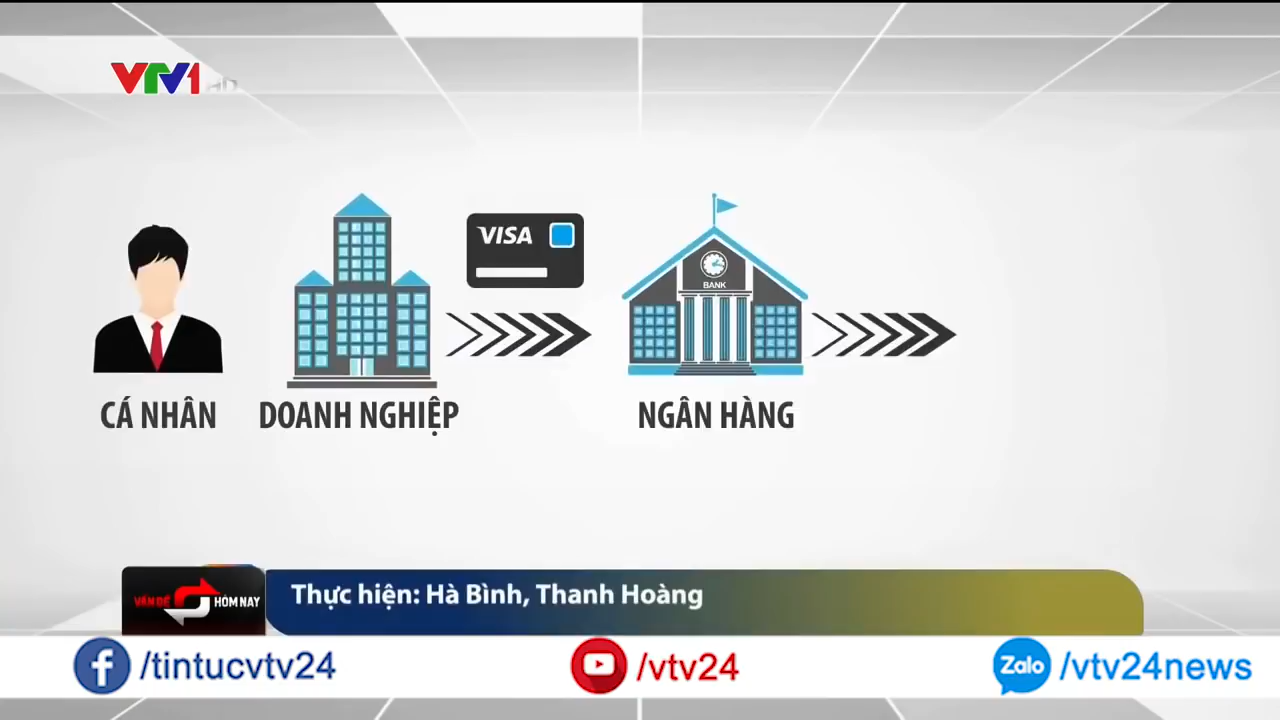 VTV1
VISA
BANK
CÁ NHÂN
DOANH NGHIỆP
NGÂN HÀNG
VẤN ĐỀ HÔM NAY
Thực hiện: Hà Bình, Thanh Hoàng
/tintucvtv24
/vtv24
Zalo /vtv24news